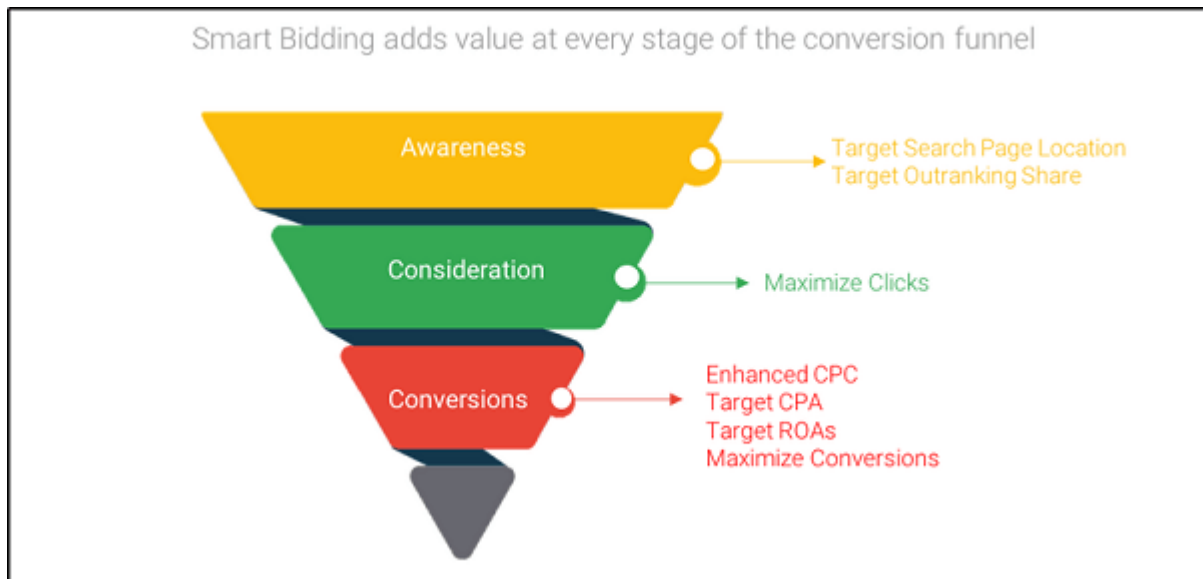 Smart Bidding adds value at every stage of the conversion funnel
Awareness
Target Search Page Location
Target Outranking Share
Consideration
Maximize Clicks
Conversions
Enhanced CPC
Target CPA
Target ROAs
Maximize Conversions